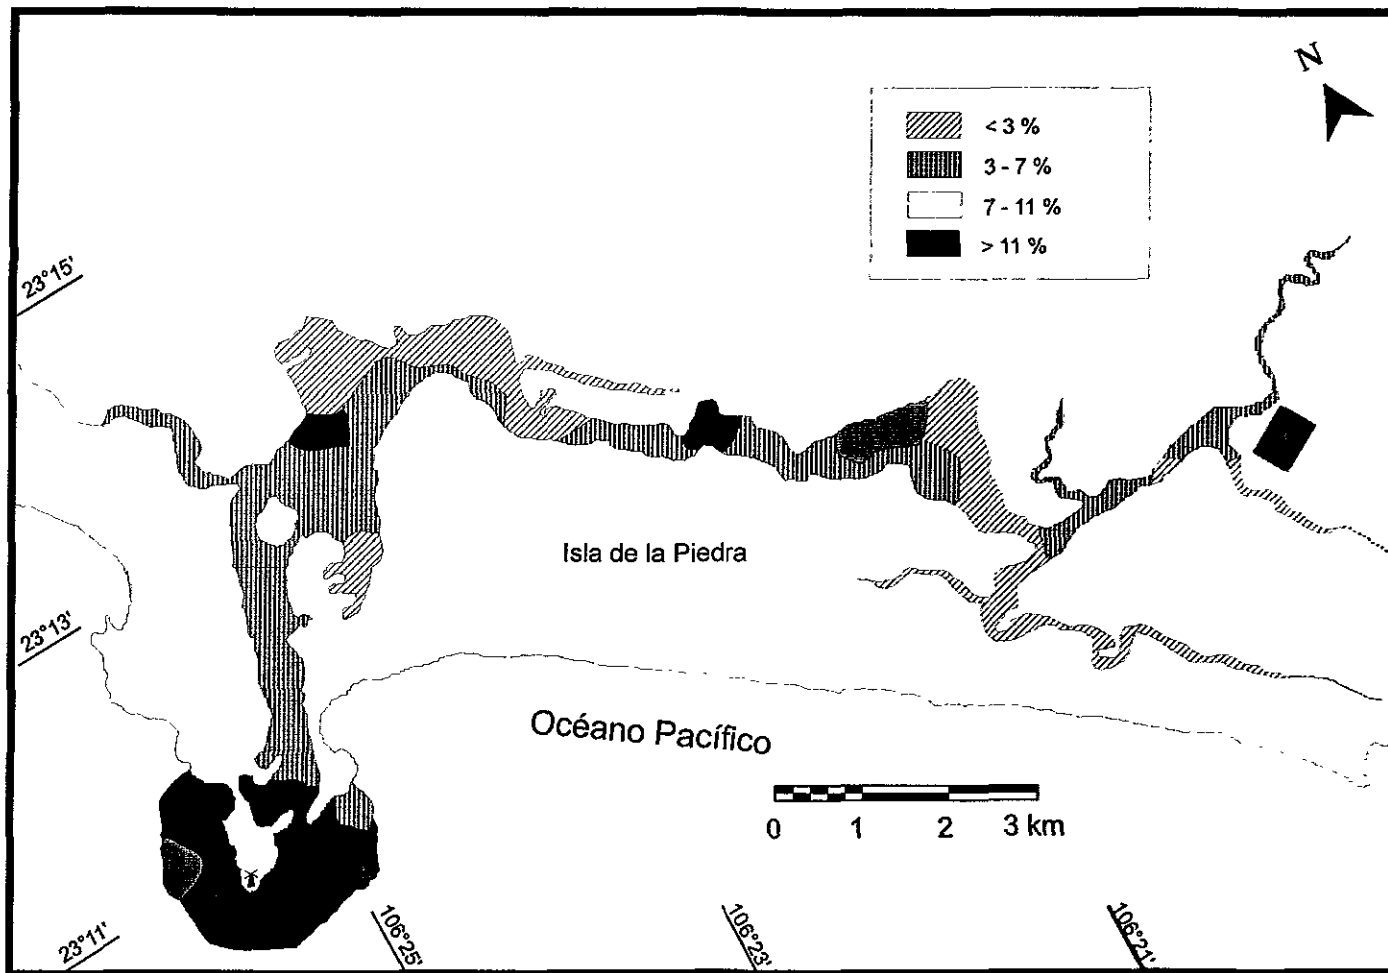 N
< 3 %
3 - 7 %
7 - 11 %
> 11 %
23°15'
Isla de la Piedra
23°13'
Océano Pacífico
0 1 2 3 km
23°11'
106°25'
106°23'
106°21'